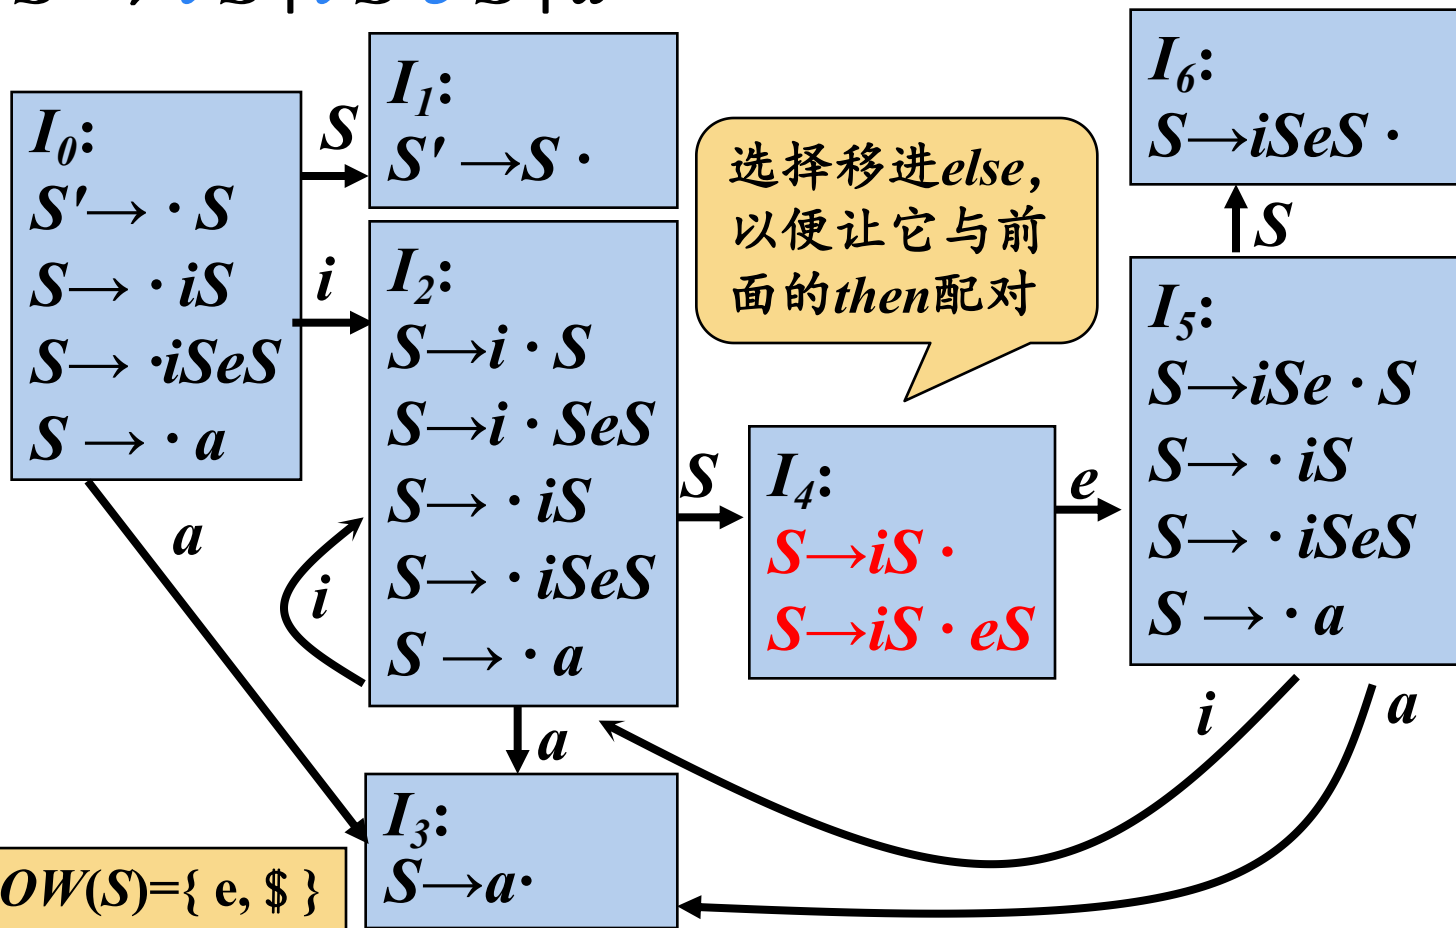 S → i S | i S e S | a
I0:
S'→ · S
S→ · iS
S→ ·iSeS
S → · a
S
i
a
I1:
S' →S ·
I2:
S→i · S
S→i · SeS
S→ · iS
S→ · iSeS
S → · a
i
a
S
I3:
S→a·
选择移进else,
以便让它与前
面的then配对
I4:
S→iS ·
S→iS · eS
e
I6:
S→iSeS ·
S
I5:
S→iSe · S
S→ · iS
S→ · iSeS
S → · a
i
a
OW(S)={ e, $ }